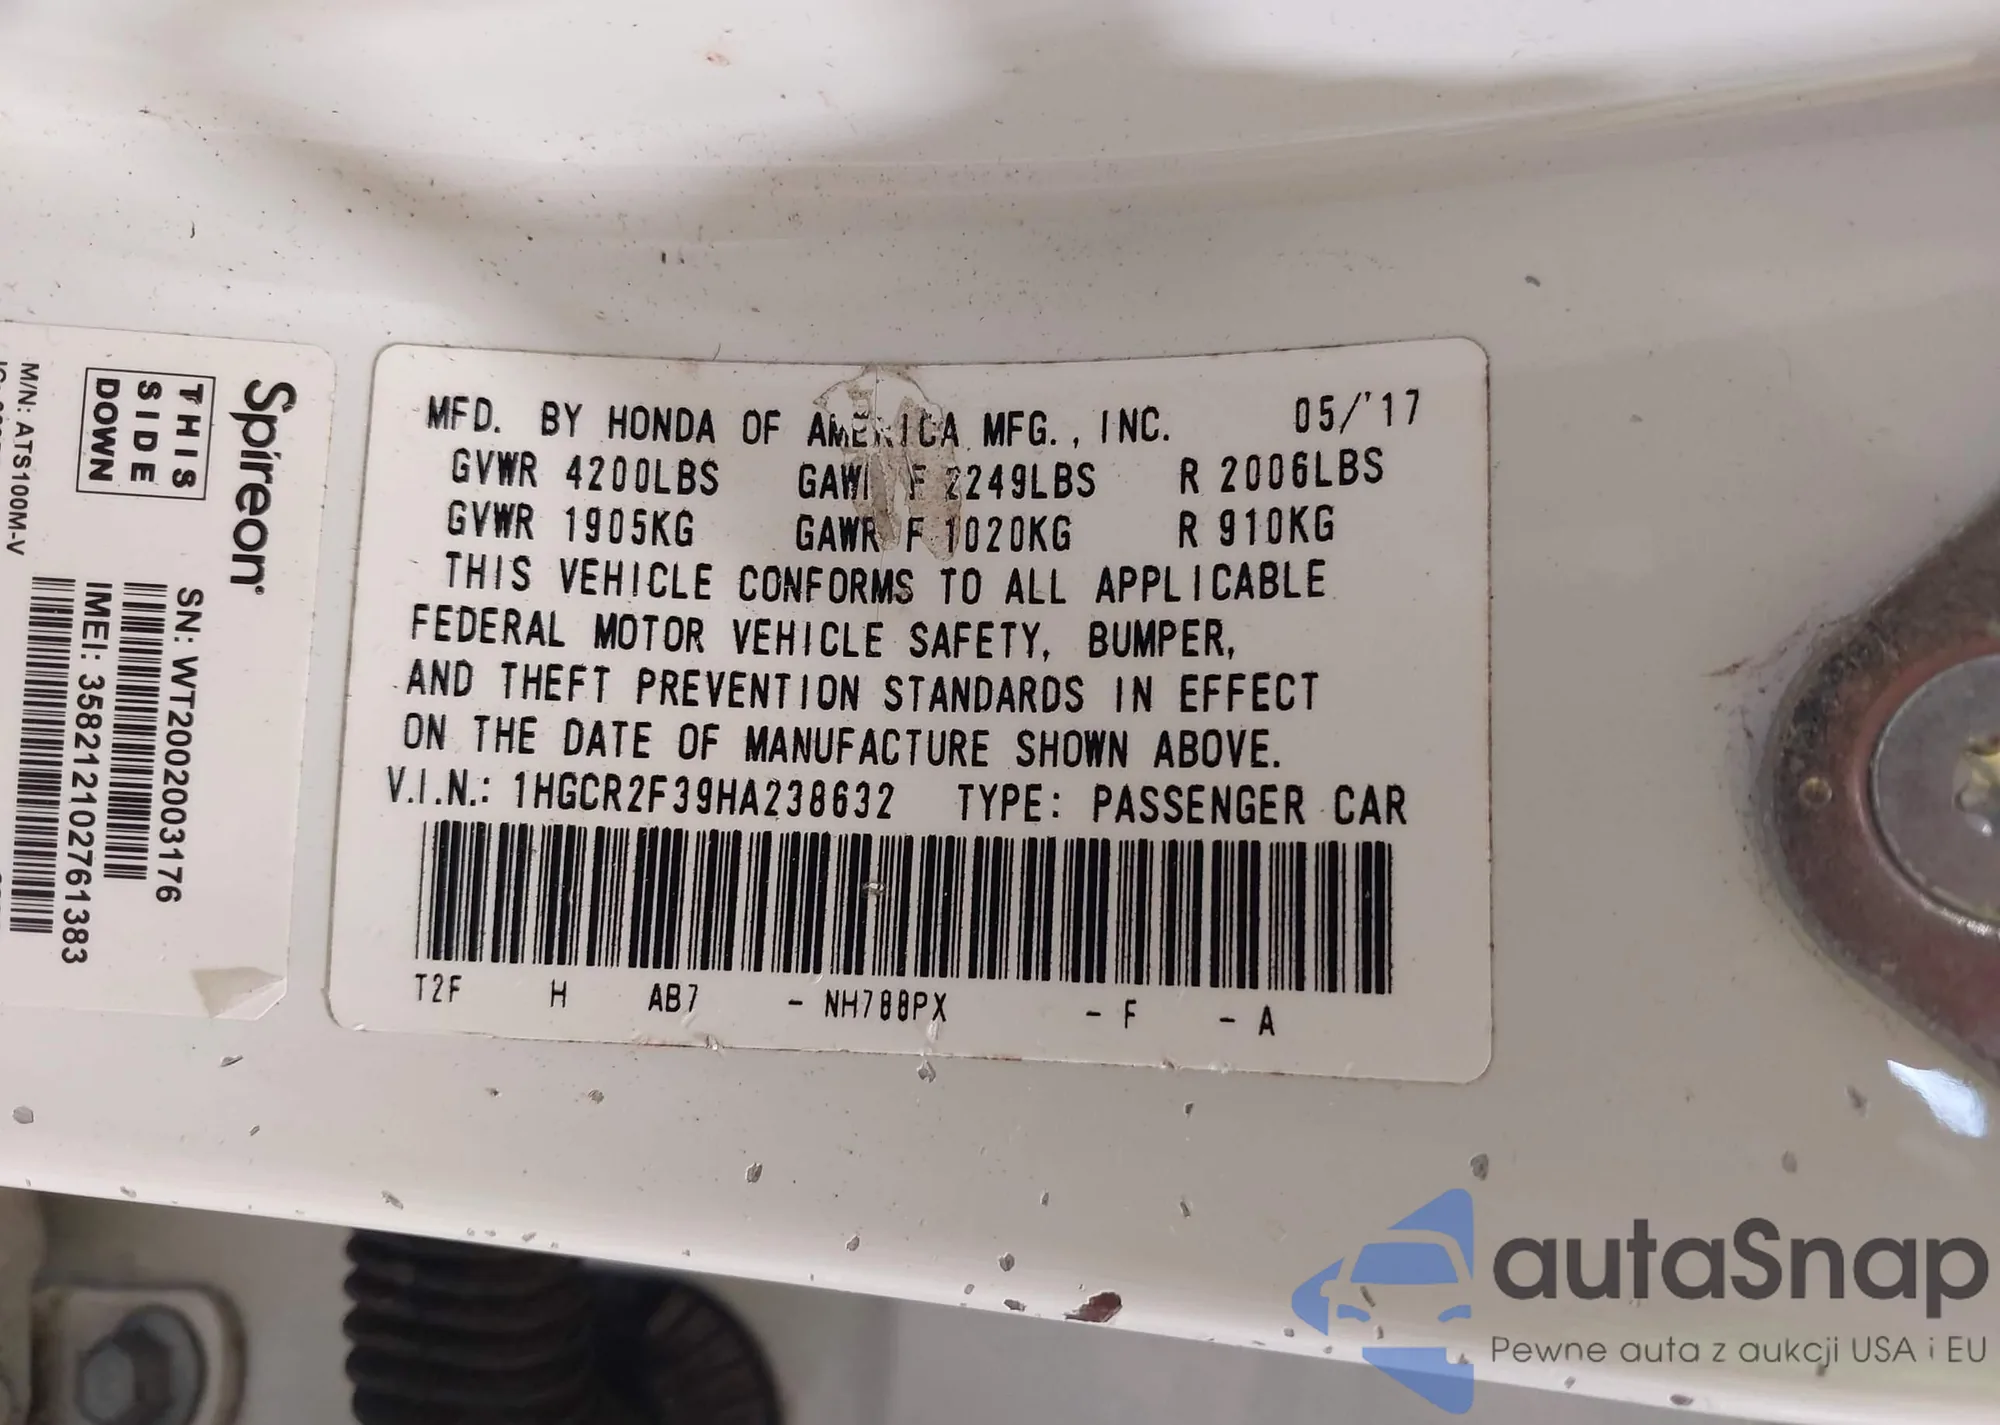 MFD. BY HONDA OF AMERICA MFG., INC. 05/'17
GVWR 4200LBS GAWR F 2249LBS R 2006LBS
GVWR 1905KG GAWR F 1020KG R 910KG
THIS VEHICLE CONFORMS TO ALL APPLICABLE
FEDERAL MOTOR VEHICLE SAFETY, BUMPER,
AND THEFT PREVENTION STANDARDS IN EFFECT
ON THE DATE OF MANUFACTURE SHOWN ABOVE.
V.I.N.: 1HGCR2F39HA238632 TYPE: PASSENGER CAR
T2F H AB7 - NH788PX - F - A
Spireon
THIS
SIDE
DOWN
M/N: ATS100M-V
SN: WT2002003176
IMEI: 358212102761383
autaSnap
Pewne auta z aukcji USA i EU